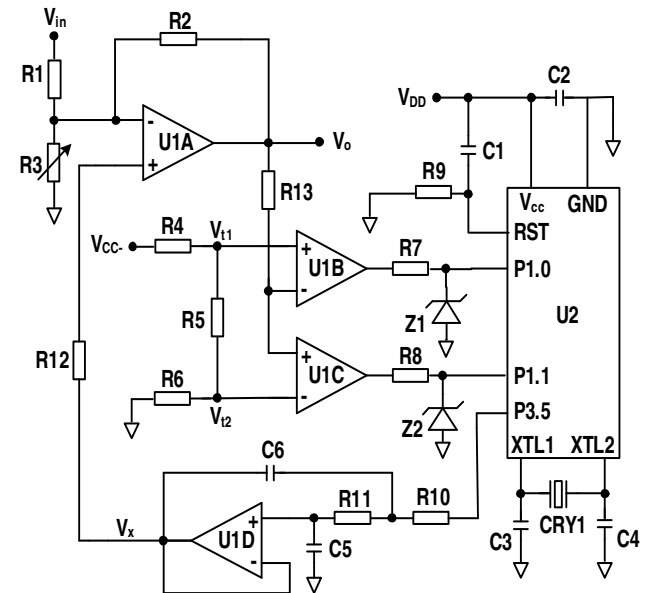 Vin
R2
R1
-
U1A
+
R3
Vo
R13
C2
VDD
C1
R9
Vcc GND
RST
VCC- R4 Vt1
+
U1B
-
R7
P1.0
Z1
U2
R5
R12
+
U1C
-
R8
P1.1
R6
Vt2
Z2
P3.5
XTL1 XTL2
C6
R11 R10
Vx
+
U1D
-
C5
C3 CRY1 C4